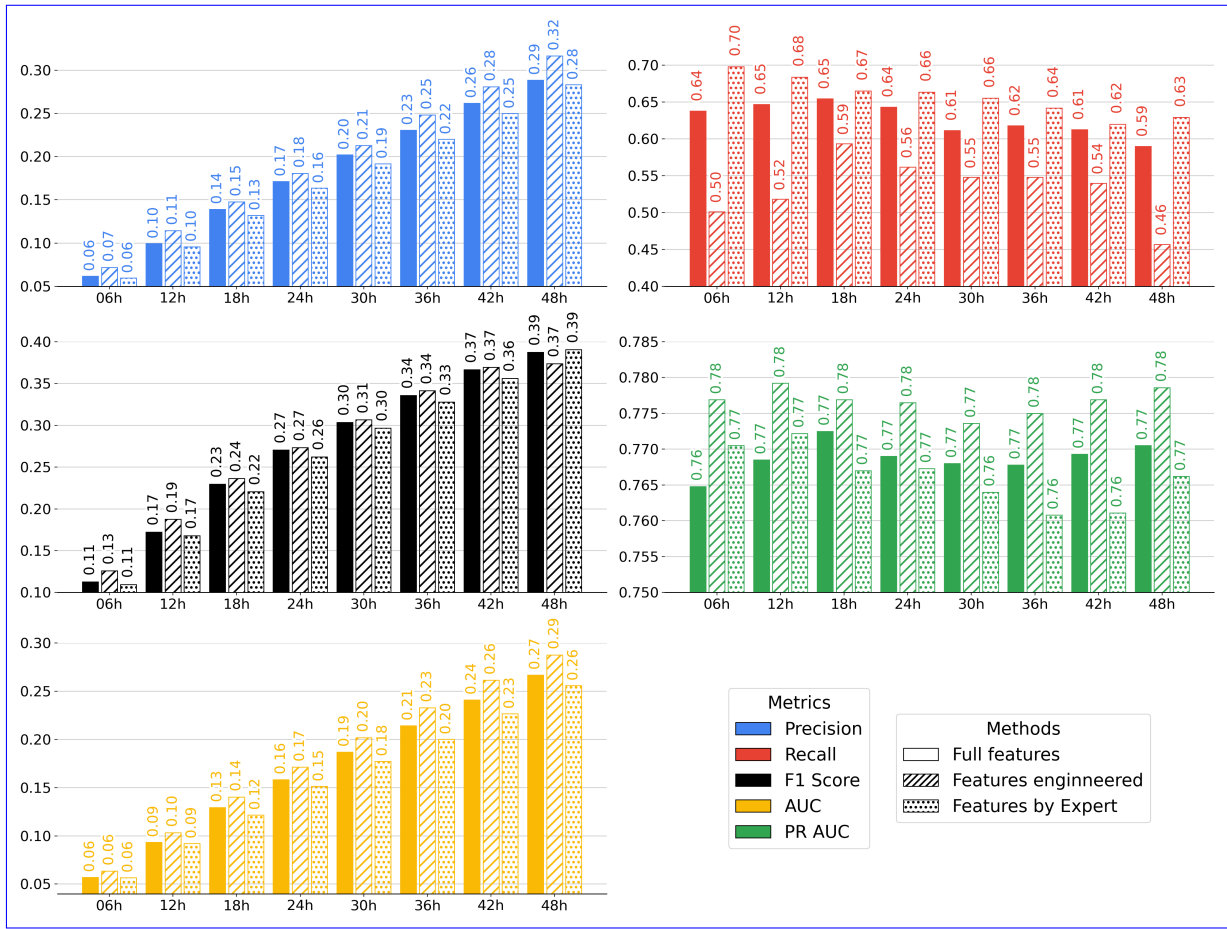 0.30
0.25
0.20
0.15
0.10
0.05
0.06 0.07 0.06
0.10 0.11 0.10
0.14 0.15 0.13
0.17 0.18 0.16
0.20 0.21 0.19
0.23 0.25 0.22
0.26 0.28 0.25
0.29 0.32 0.28
06h 12h 18h 24h 30h 36h 42h 48h
0.70
0.65
0.60
0.55
0.50
0.45
0.40
0.64 0.50 0.70
0.65 0.52 0.68
0.65 0.59 0.67
0.64 0.56 0.66
0.61 0.55 0.66
0.62 0.55 0.64
0.61 0.54 0.62
0.59 0.46 0.63
06h 12h 18h 24h 30h 36h 42h 48h
0.40
0.35
0.30
0.25
0.20
0.15
0.10
0.11 0.13 0.11
0.17 0.19 0.17
0.23 0.24 0.22
0.27 0.27 0.26
0.30 0.31 0.30
0.34 0.34 0.33
0.37 0.37 0.36
0.39 0.37 0.39
06h 12h 18h 24h 30h 36h 42h 48h
0.785
0.780
0.775
0.770
0.765
0.760
0.755
0.750
0.76 0.78 0.77
0.77 0.78 0.77
0.77 0.78 0.77
0.77 0.78 0.77
0.77 0.77 0.76
0.77 0.78 0.76
0.77 0.78 0.76
0.77 0.78 0.77
06h 12h 18h 24h 30h 36h 42h 48h
0.30
0.25
0.20
0.15
0.10
0.05
0.06 0.06 0.06
0.09 0.10 0.09
0.13 0.14 0.12
0.16 0.17 0.15
0.19 0.20 0.18
0.21 0.23 0.20
0.24 0.26 0.23
0.27 0.29 0.26
06h 12h 18h 24h 30h 36h 42h 48h
Metrics
Precision
Recall
F1 Score
AUC
PR AUC
Methods
Full features
Features enginneered
Features by Expert